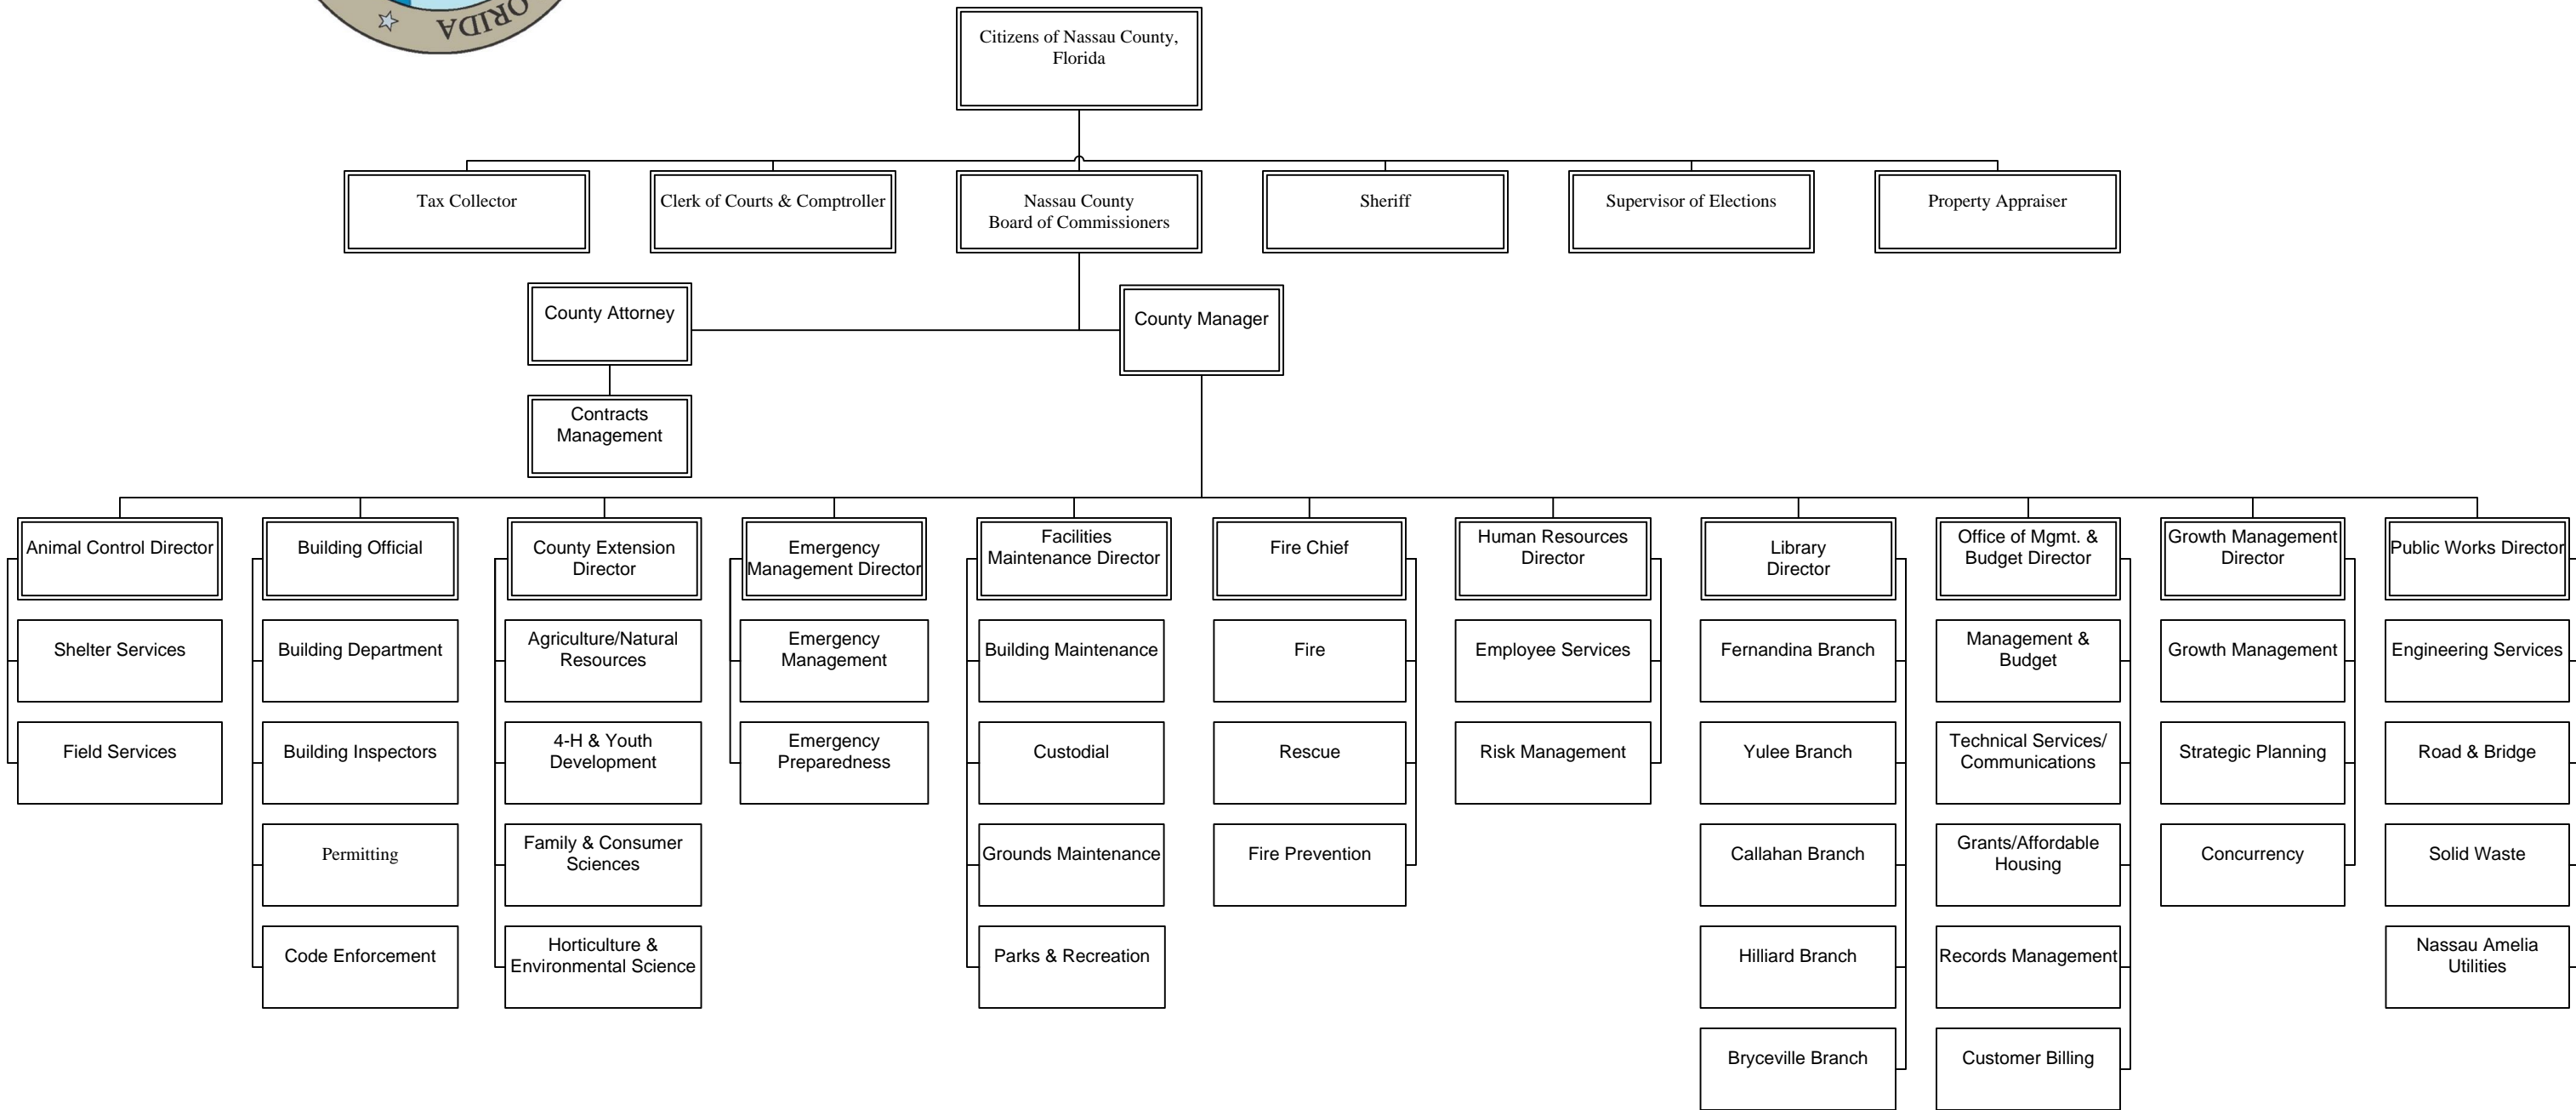 FLORIDA
Citizens of Nassau County,
Florida
Tax Collector
Clerk of Courts & Comptroller
Nassau County
Board of Commissioners
Sheriff
Supervisor of Elections
Property Appraiser
County Attorney
County Manager
Contracts
Management
Animal Control Director
Building Official
County Extension
Director
Emergency
Management Director
Facilities
Maintenance Director
Fire Chief
Human Resources
Director
Library
Director
Office of Mgmt. &
Budget Director
Growth Management
Director
Public Works Director
Shelter Services
Building Department
Agriculture/Natural
Resources
Emergency
Management
Building Maintenance
Fire
Employee Services
Fernandina Branch
Management &
Budget
Growth Management
Engineering Services
Field Services
Building Inspectors
4-H & Youth
Development
Emergency
Preparedness
Custodial
Rescue
Risk Management
Yulee Branch
Technical Services/
Communications
Strategic Planning
Road & Bridge
Permitting
Family & Consumer
Sciences
Grounds Maintenance
Fire Prevention
Callahan Branch
Grants/Affordable
Housing
Concurrency
Solid Waste
Code Enforcement
Horticulture &
Environmental Science
Parks & Recreation
Hilliard Branch
Records Management
Nassau Amelia
Utilities
Bryceville Branch
Customer Billing